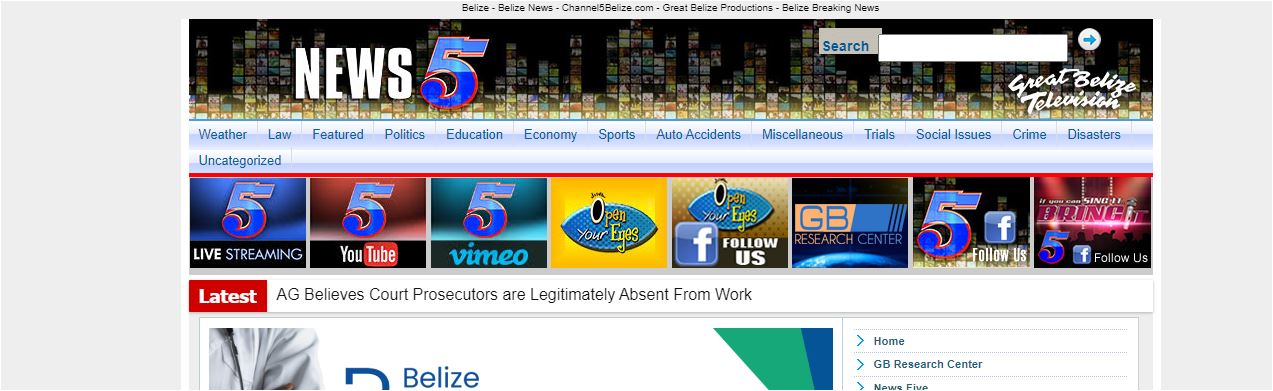 Belize - Belize News - Channel5Belize.com - Great Belize Productions - Belize Breaking News
NEWS 5
Search
Great Belize
Television
Weather Law Featured Politics Education Economy Sports Auto Accidents Miscellaneous Trials Social Issues Crime Disasters
Uncategorized
5
LIVE STREAMING
5
YouTube
5
vimeo
Open
Your Eyes
Open
Your Eyes
f FOLLOW
US
GB
RESEARCH CENTER
5
f
Follow Us
if you can SING IT
BRING IT
5 f Follow Us
Latest AG Believes Court Prosecutors are Legitimately Absent From Work
Belize
Home
GB Research Center
News Five